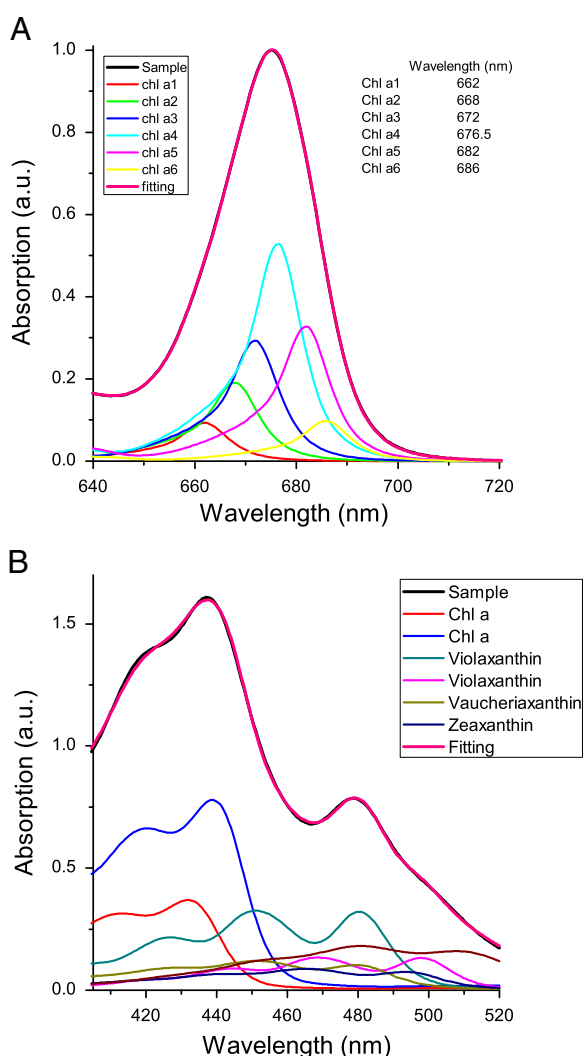 A
1.0
0.8
0.6
0.4
0.2
0.0
Absorption (a.u.)
Sample
chl a1
chl a2
chl a3
chl a4
chl a5
chl a6
fitting
Wavelength (nm)
Chl a1 662
Chl a2 668
Chl a3 672
Chl a4 676.5
Chl a5 682
Chl a6 686
640 660 680 700 720
Wavelength (nm)
B
1.5
1.0
0.5
0.0
Absorption (a.u.)
Sample
Chl a
Chl a
Violaxanthin
Violaxanthin
Vaucheriaxanthin
Zeaxanthin
Fitting
420 440 460 480 500 520
Wavelength (nm)